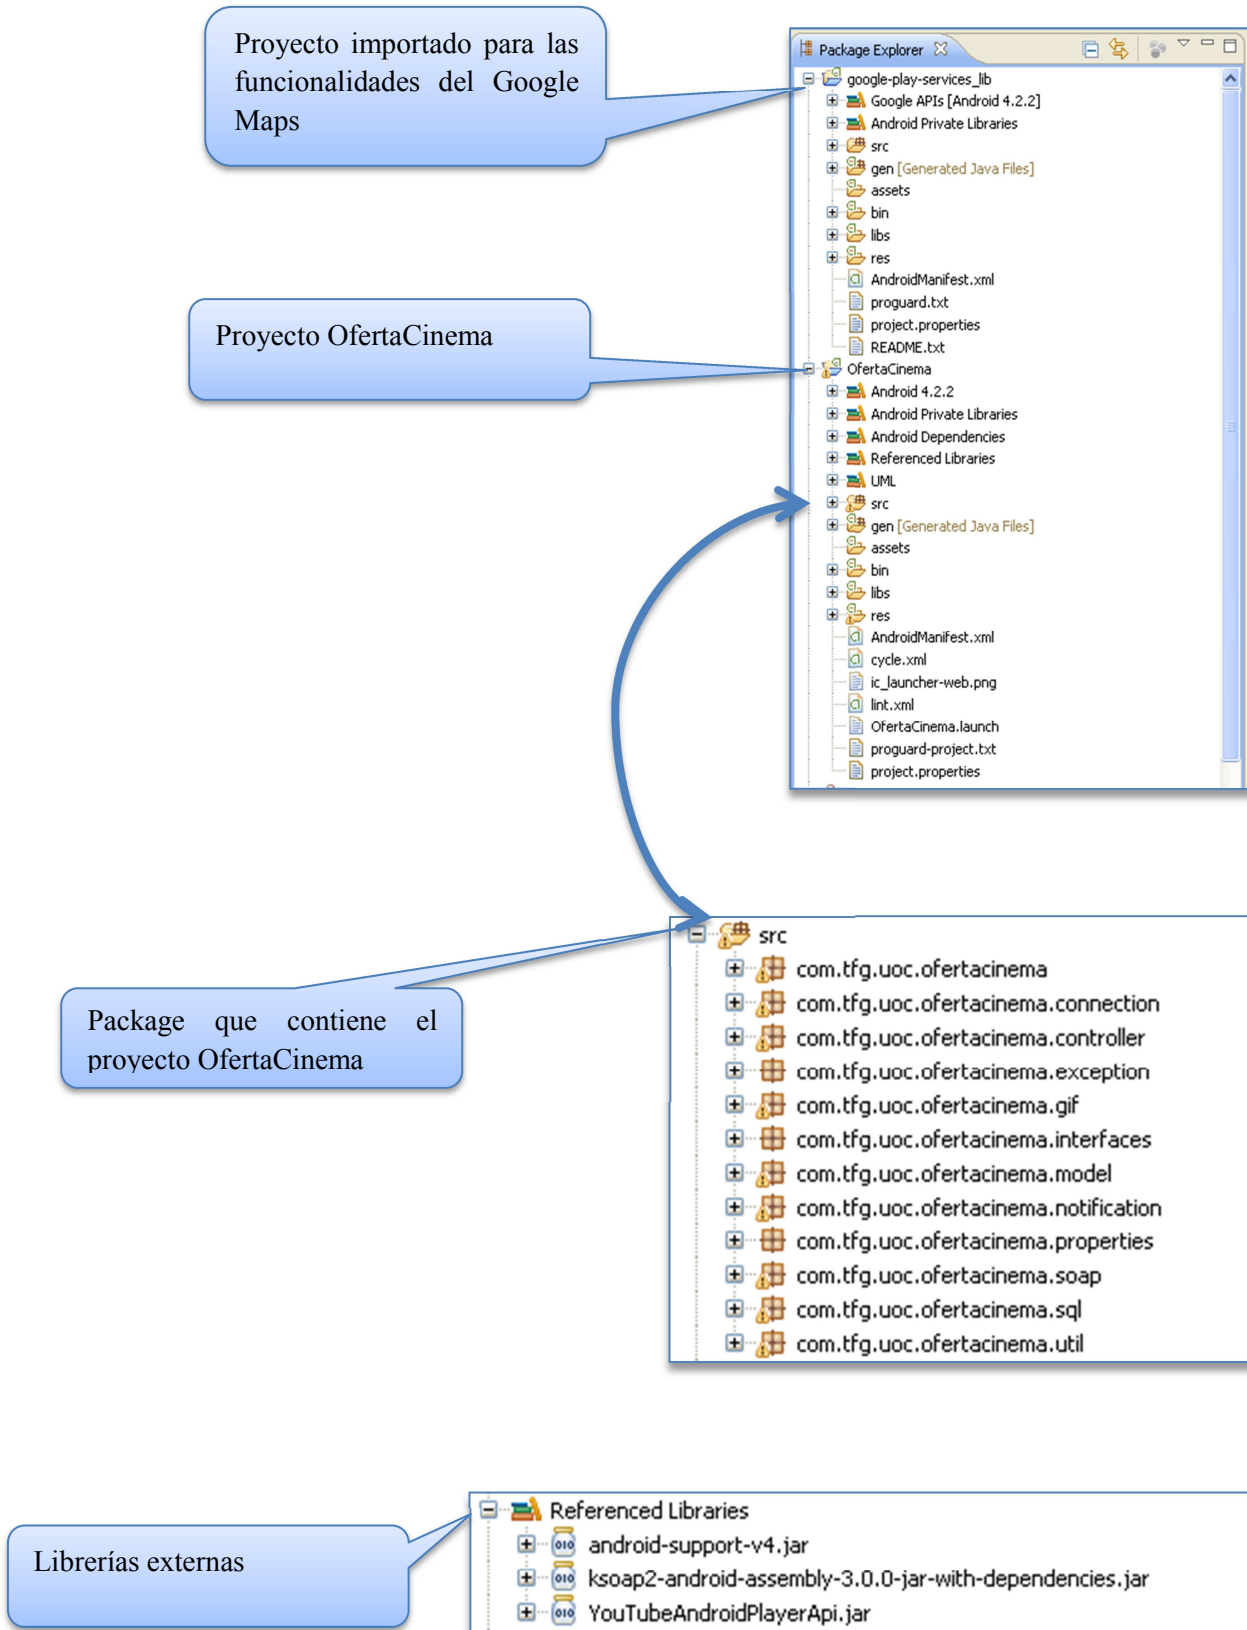 Proyecto importado para las
funcionalidades del Google
Maps
Package Explorer
google-play-services_lib
Google APIs [Android 4.2.2]
Android Private Libraries
src
gen [Generated Java Files]
assets
bin
libs
res
AndroidManifest.xml
proguard.txt
project.properties
README.txt
Proyecto OfertaCinema
OfertaCinema
Android 4.2.2
Android Private Libraries
Android Dependencies
Referenced Libraries
UML
src
gen [Generated Java Files]
assets
bin
libs
res
AndroidManifest.xml
cycle.xml
ic_launcher-web.png
lint.xml
OfertaCinema.launch
proguard-project.txt
project.properties
Package que contiene el
proyecto OfertaCinema
src
com.tfg.uoc.ofertacinema
com.tfg.uoc.ofertacinema.connection
com.tfg.uoc.ofertacinema.controller
com.tfg.uoc.ofertacinema.exception
com.tfg.uoc.ofertacinema.gif
com.tfg.uoc.ofertacinema.interfaces
com.tfg.uoc.ofertacinema.model
com.tfg.uoc.ofertacinema.notification
com.tfg.uoc.ofertacinema.properties
com.tfg.uoc.ofertacinema.soap
com.tfg.uoc.ofertacinema.sql
com.tfg.uoc.ofertacinema.util
Librerías externas
Referenced Libraries
android-support-v4.jar
ksoap2-android-assembly-3.0.0-jar-with-dependencies.jar
YouTubeAndroidPlayerApi.jar